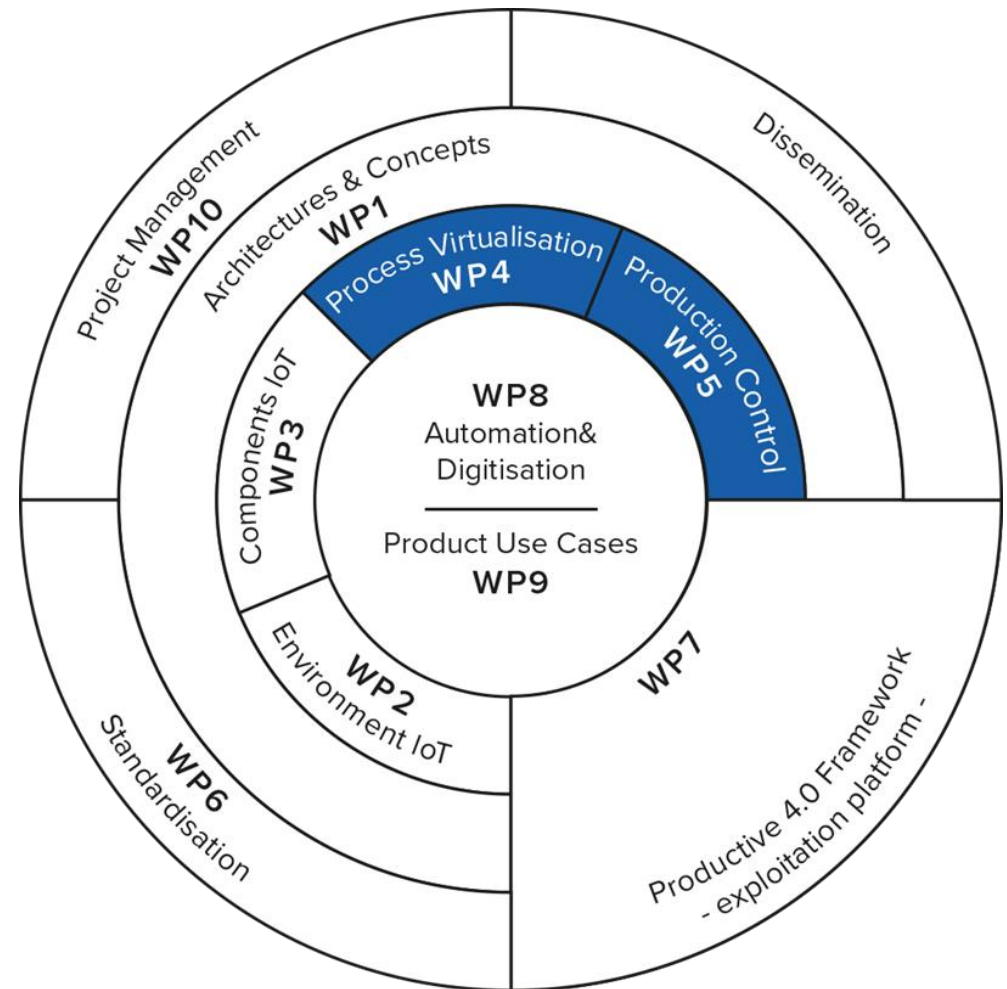 Project Management
WP10
Dissemination
Architectures & Concepts
WP1
Process Virtualisation
WP4
Production Control
WP5
Components IoT
WP3
WP8
Automation&
Digitisation
Product Use Cases
WP9
WP2
Environment IoT
WP6
Standardisation
WP7
Productive 4.0 Framework
- exploitation platform -